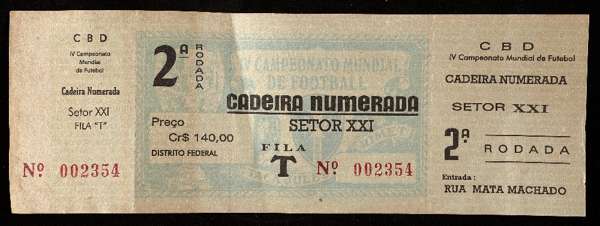 C B D
IV Campeonato
Mundial
de Futebol
Cadeira Numerada
Setor XXI
FILA "T"
Nº 002354
2ª
RODADA
IV CAMPEONATO MUNDIAL
DE FOOTBALL
CADEIRA NUMERADA
SETOR XXI
Preço
Cr$ 140,00
DISTRITO FEDERAL
FILA
T
Nº 002354
C B D
IV Campeonato Mundial de Futebol
CADEIRA NUMERADA
SETOR XXI
2ª RODADA
Entrada :
RUA MATA MACHADO